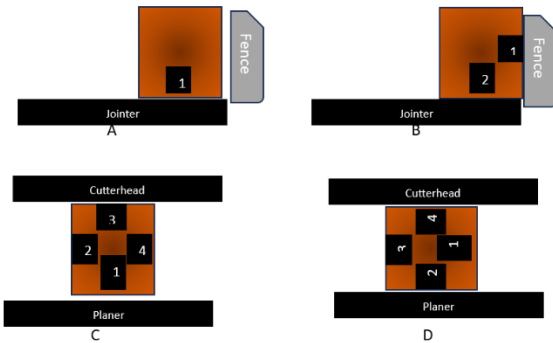 1
Fence
Jointer
A
1
2
Fence
Jointer
B
Cutterhead
3
2
4
1
Planer
C
Cutterhead
4
3
1
2
Planer
D